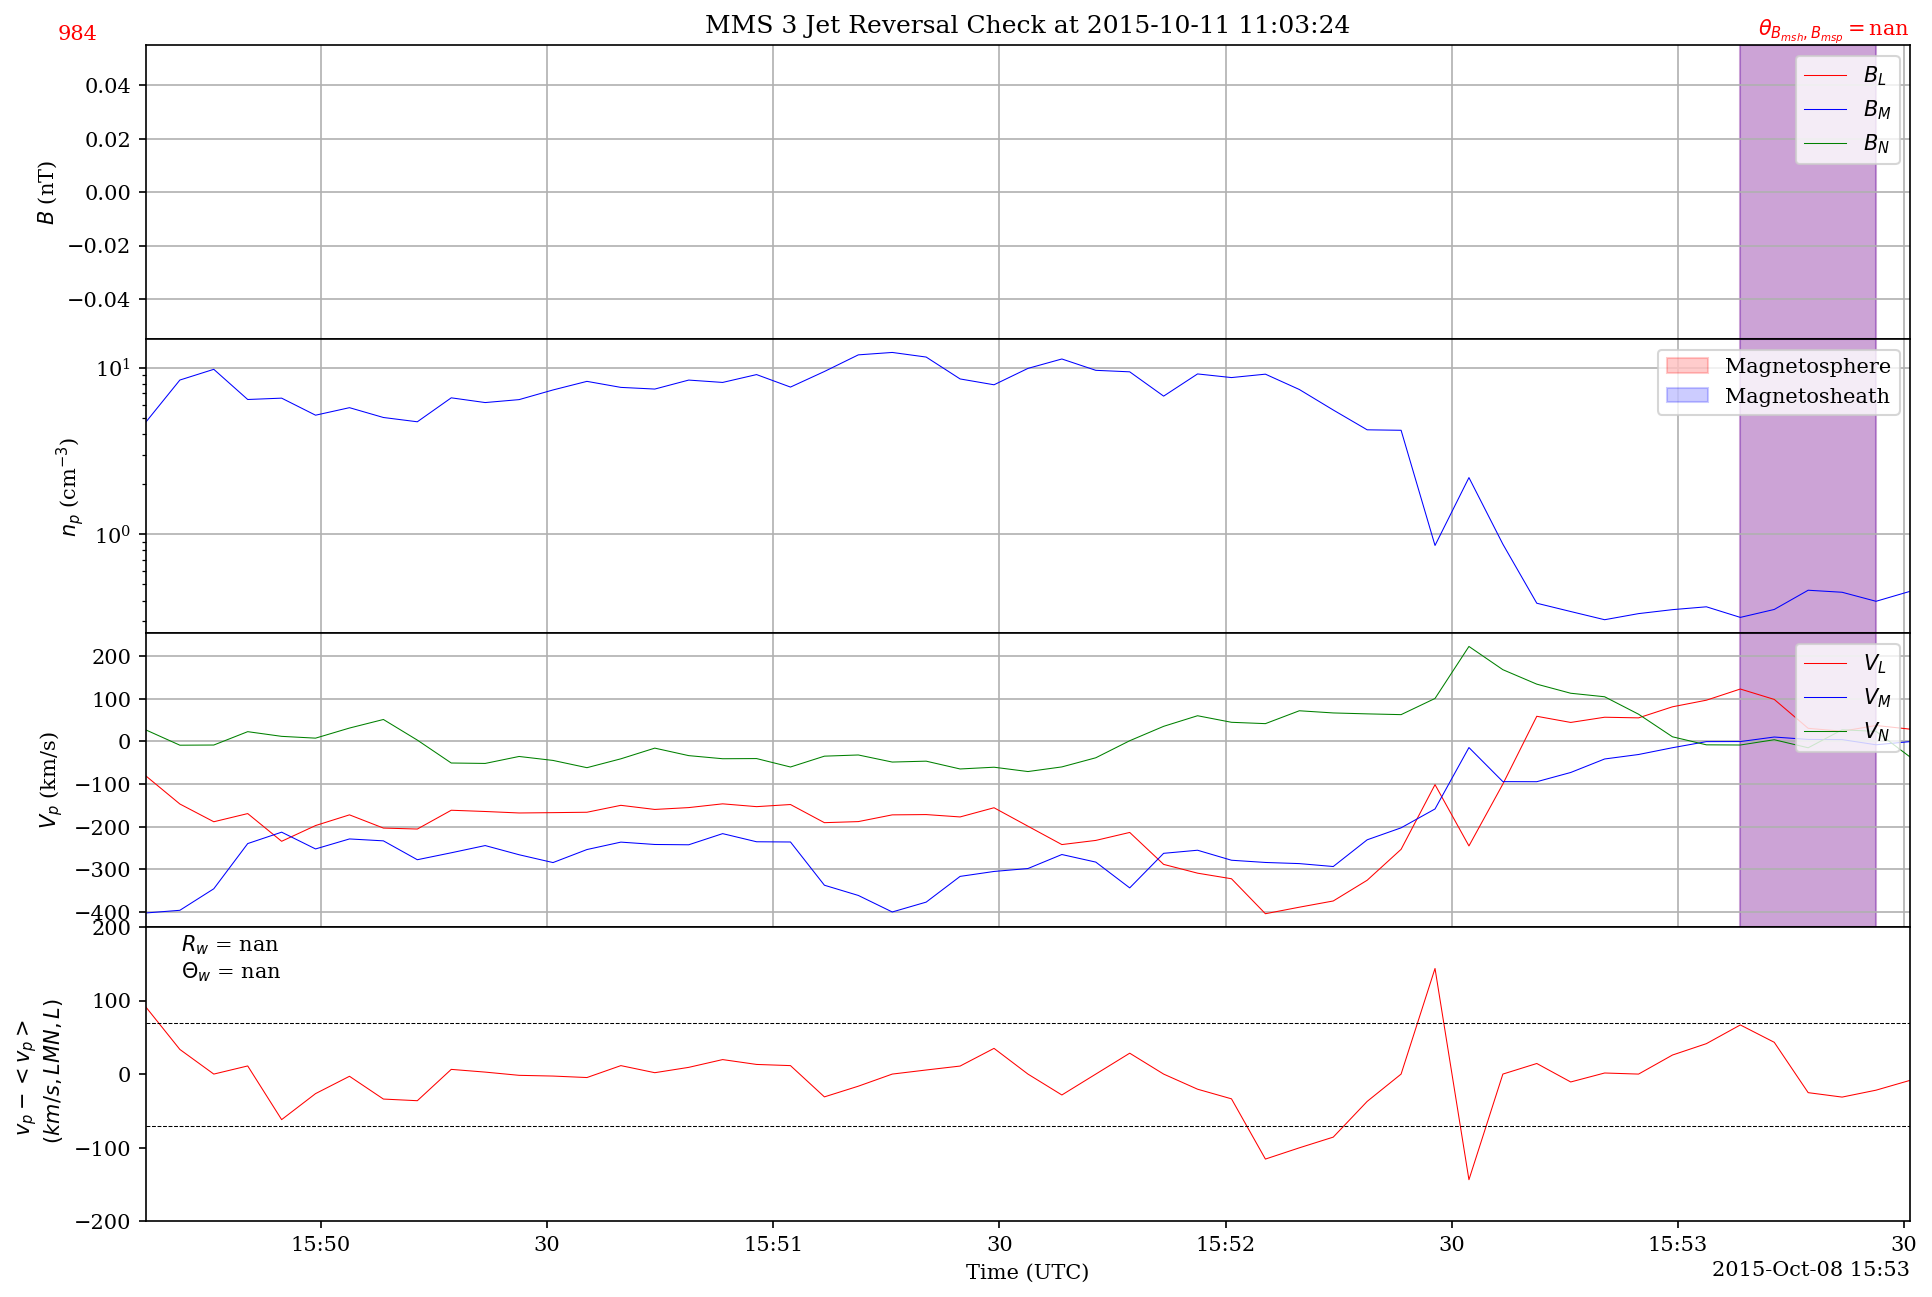 MMS 3 Jet Reversal Check at 2015-10-11 11:03:24
984
θ_{B_{msh}, B_{msp}} = nan
0.04
0.02
0.00
−0.02
−0.04
B (nT)
B_L
B_M
B_N
10^1
10^0
n_p (cm^{−3})
Magnetosphere
Magnetosheath
200
100
0
−100
−200
−300
−400
V_p (km/s)
V_L
V_M
V_N
200
100
0
−100
−200
v_p − < v_p >
(km/s, LMN, L)
R_w = nan
Θ_w = nan
15:50
30
15:51
30
15:52
30
15:53
30
Time (UTC)
2015-Oct-08 15:53